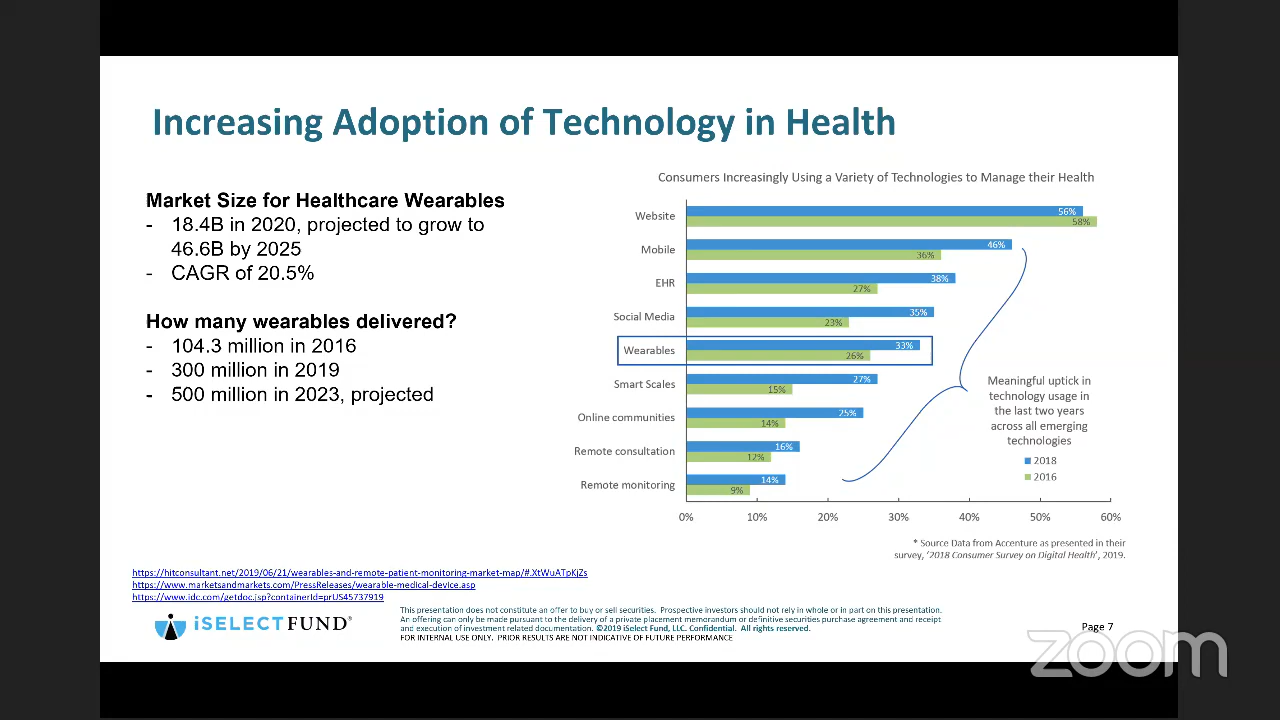 Increasing Adoption of Technology in Health
Market Size for Healthcare Wearables
- 18.4B in 2020, projected to grow to
46.6B by 2025
- CAGR of 20.5%
How many wearables delivered?
- 104.3 million in 2016
- 300 million in 2019
- 500 million in 2023, projected
Consumers Increasingly Using a Variety of Technologies to Manage their Health
Website 56%
58%
Mobile 46%
36%
EHR 38%
27%
Social Media 35%
23%
Wearables 33%
26%
Smart Scales 27%
15%
Online communities 25%
14%
Remote consultation 16%
12%
Remote monitoring 14%
9%
0% 10% 20% 30% 40% 50% 60%
Meaningful uptick in
technology usage in
the last two years
across all emerging
technologies
2018
2016
* Source Data from Accenture as presented in their
survey, '2018 Consumer Survey on Digital Health', 2019.
https://hitconsultant.net/2019/06/21/wearables-and-remote-patient-monitoring-market-map/#.XtWuATpKjZs
https://www.marketsandmarkets.com/PressReleases/wearable-medical-device.asp
https://www.idc.com/getdoc.jsp?containerId=prUS45737919
iSELECT FUND®
This presentation does not constitute an offer to buy or sell securities. Prospective investors should not rely in whole or in part on this presentation.
An offering can only be made pursuant to the delivery of a private placement memorandum or definitive securities purchase agreement and receipt
and execution of investment related documentation. ©2019 iSelect Fund, LLC. Confidential. All rights reserved.
FOR INTERNAL USE ONLY. PRIOR RESULTS ARE NOT INDICATIVE OF FUTURE PERFORMANCE
Page 7
zoom